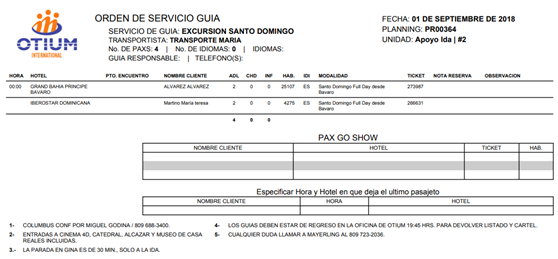 OTIUM
INTERNATIONAL
ORDEN DE SERVICIO GUIA
SERVICIO DE GUIA: EXCURSION SANTO DOMINGO
TRANSPORTISTA: TRANSPORTE MARIA
No. DE PAXS: 4 | No. DE IDIOMAS: 0 | IDIOMAS:
GUIA RESPONSABLE: | TELEFONO(S):
FECHA: 01 DE SEPTIEMBRE DE 2018
PLANNING: PR00364
UNIDAD: Apoyo Ida | #2
HORA HOTEL PTO. ENCUENTRO NOMBRE CLIENTE ADL CHD INF HAB. IDI MODALIDAD TICKET NOTA RESERVA OBSERVACION
00:00 GRAND BAHIA PRINCIPE ALVAREZ ALVAREZ 2 0 0 25107 ES Santo Domingo Full Day desde 273987
BAVARO Bavaro
IBEROSTAR DOMINICANA Martino María teresa 2 0 0 4275 ES Santo Domingo Full Day desde 286631
Bavaro
4 0 0
PAX GO SHOW
NOMBRE CLIENTE HOTEL TICKET HAB.
Especificar Hora y Hotel en que deja el ultimo pasajeto
NOMBRE CLIENTE HORA HOTEL
1- COLUMBUS CONF POR MIGUEL GODINA / 809 688-3400.
2- ENTRADAS A CINEMA 4D, CATEDRAL, ALCAZAR Y MUSEO DE CASA
REALES INCLUIDAS.
3.- LA PARADA EN GINA ES DE 30 MIN., SOLO A LA IDA.
4- LOS GUIAS DEBEN ESTAR DE REGRESO EN LA OFICINA DE OTIUM 19:45 HRS. PARA DEVOLVER LISTADO Y CARTEL.
5- CUALQUIER DUDA LLAMAR A MAYERLING AL 809 723-2036.